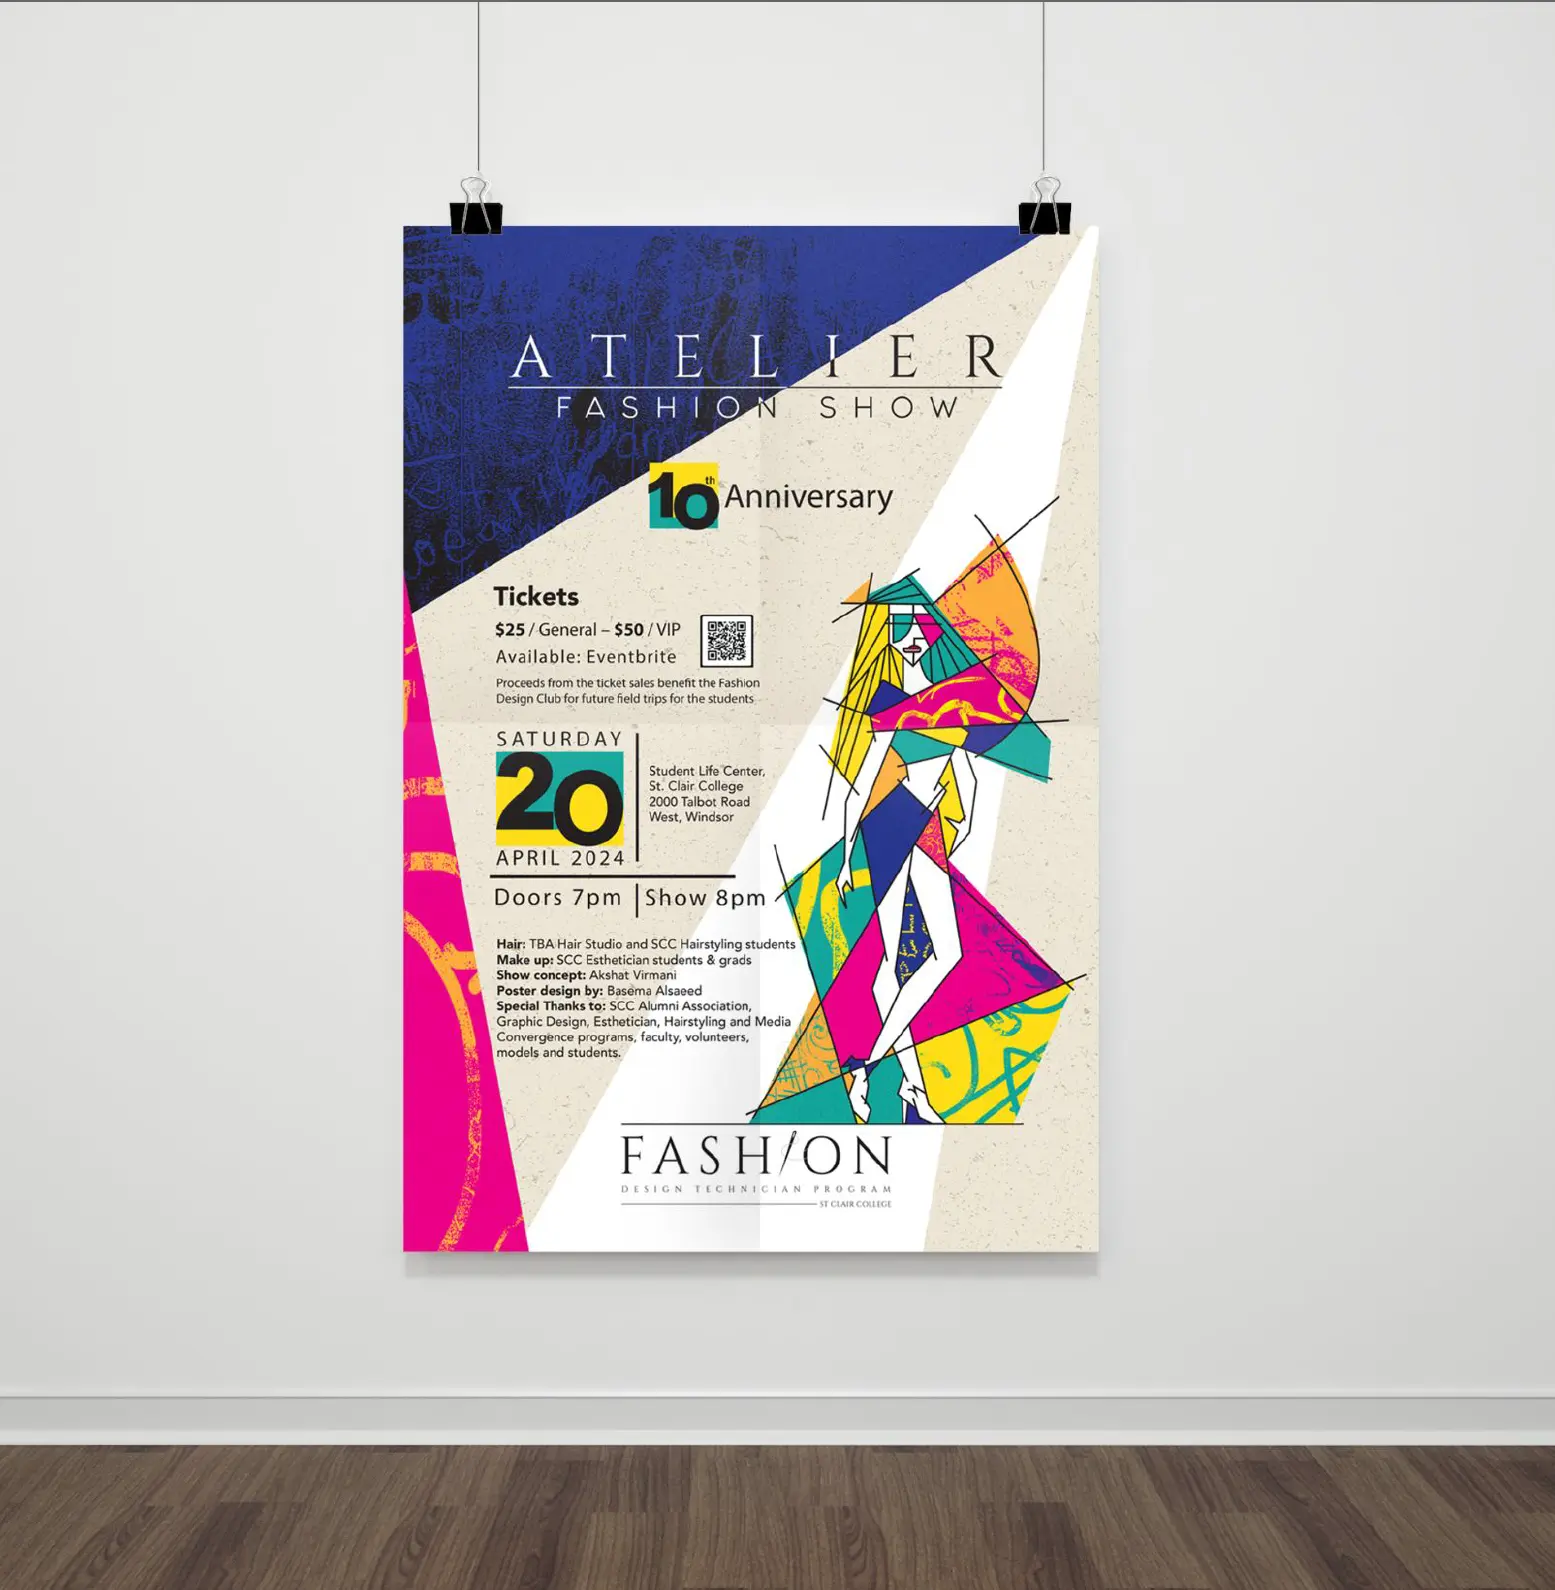 ATELIER
FASHION SHOW
10th Anniversary
Tickets
$25 / General – $50 / VIP
Available: Eventbrite
Proceeds from the ticket sales benefit the Fashion
Design Club for future field trips for the students
SATURDAY
20
APRIL 2024
Student Life Center,
St. Clair College
2000 Talbot Road
West, Windsor
Doors 7pm | Show 8pm
Hair: TBA Hair Studio and SCC Hairstyling students
Make up: SCC Esthetician students & grads
Show concept: Akshat Virmani
Poster design by: Basema Alsaeed
Special Thanks to: SCC Alumni Association,
Graphic Design, Esthetician, Hairstyling and Media
Convergence programs, faculty, volunteers,
models and students.
FASHION
DESIGN TECHNICIAN PROGRAM
ST CLAIR COLLEGE